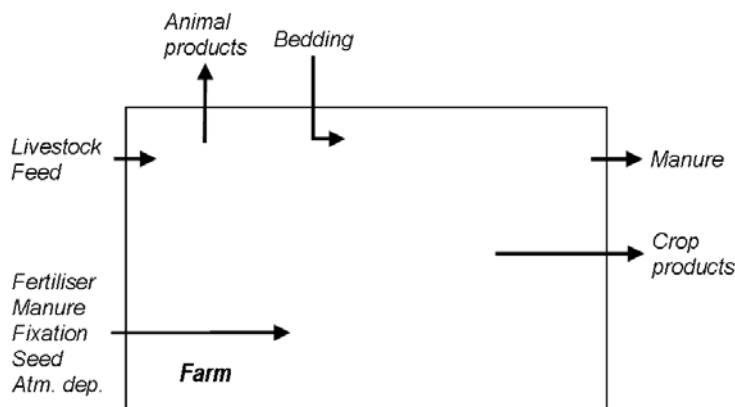 Animal
products
Bedding
Livestock
Feed
Manure
Crop
products
Fertiliser
Manure
Fixation
Seed
Atm. dep.
Farm